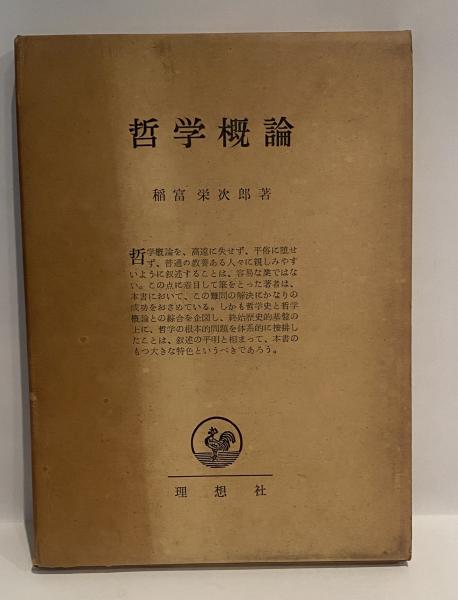 哲学概論
稲富栄次郎著
哲学概論を、高遠に失せず、平俗に堕せ
ず、普通の教養ある人々に親しみやす
いように叙述することは、容易な業ではな
い。この点に着目して筆をとった著者は、
本書において、この難問の解決にかなりの
成功をおさめている。しかも哲学史と哲学
概論との綜合を企図し、終始歴史的基盤の
上に、哲学の根本的問題を体系的に按排し
たことは、叙述の平明と相まって、本書の
もつ大きな特色というべきであろう。
理想社